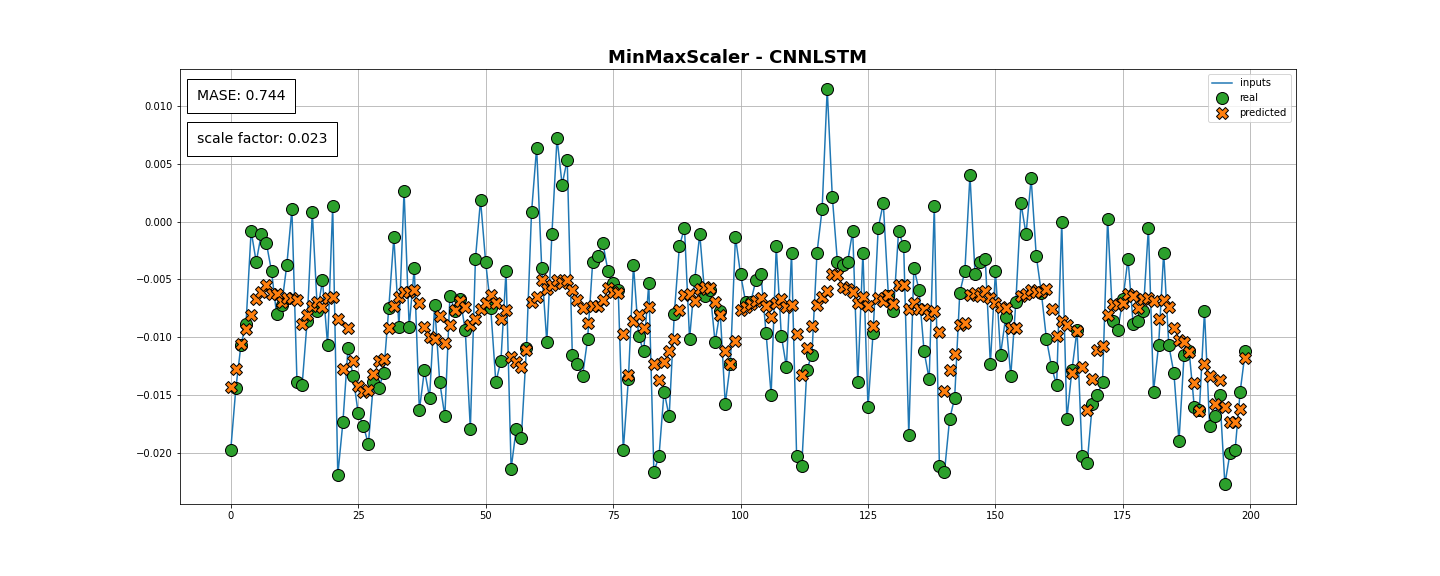 MinMaxScaler - CNNLSTM
MASE: 0.744
scale factor: 0.023
inputs
real
predicted
0.010
0.005
0.000
−0.005
−0.010
−0.015
−0.020
0 25 50 75 100 125 150 175 200